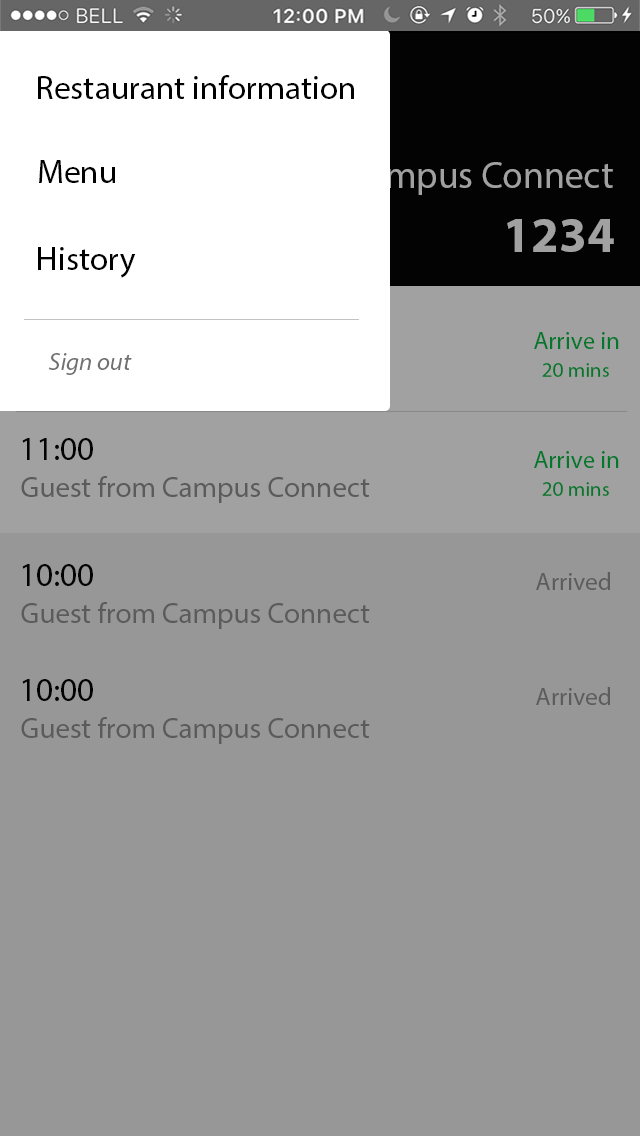 BELL 12:00 PM 50%
Restaurant information
Menu
mpus Connect
1234
History
Sign out
Arrive in
20 mins
11:00
Guest from Campus Connect
Arrive in
20 mins
10:00
Guest from Campus Connect
Arrived
10:00
Guest from Campus Connect
Arrived